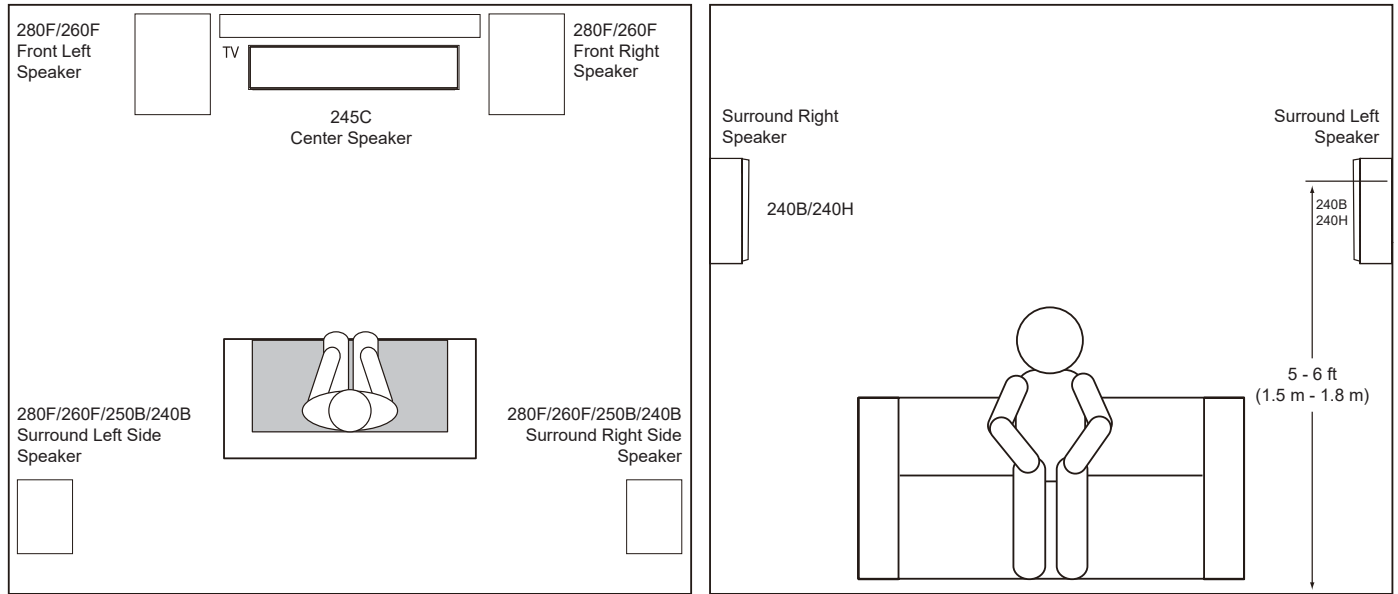 280F/260F
Front Left
Speaker
TV
280F/260F
Front Right
Speaker
245C
Center Speaker
280F/260F/250B/240B
Surround Left Side
Speaker
280F/260F/250B/240B
Surround Right Side
Speaker
Surround Right
Speaker
240B/240H
Surround Left
Speaker
240B
240H
5 - 6 ft
(1.5 m - 1.8 m)